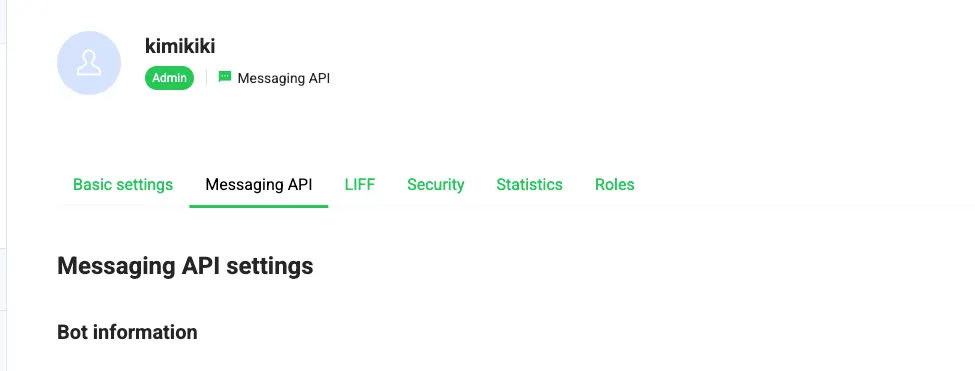 kimikiki
Admin Messaging API
Basic settings Messaging API LIFF Security Statistics Roles
Messaging API settings
Bot information